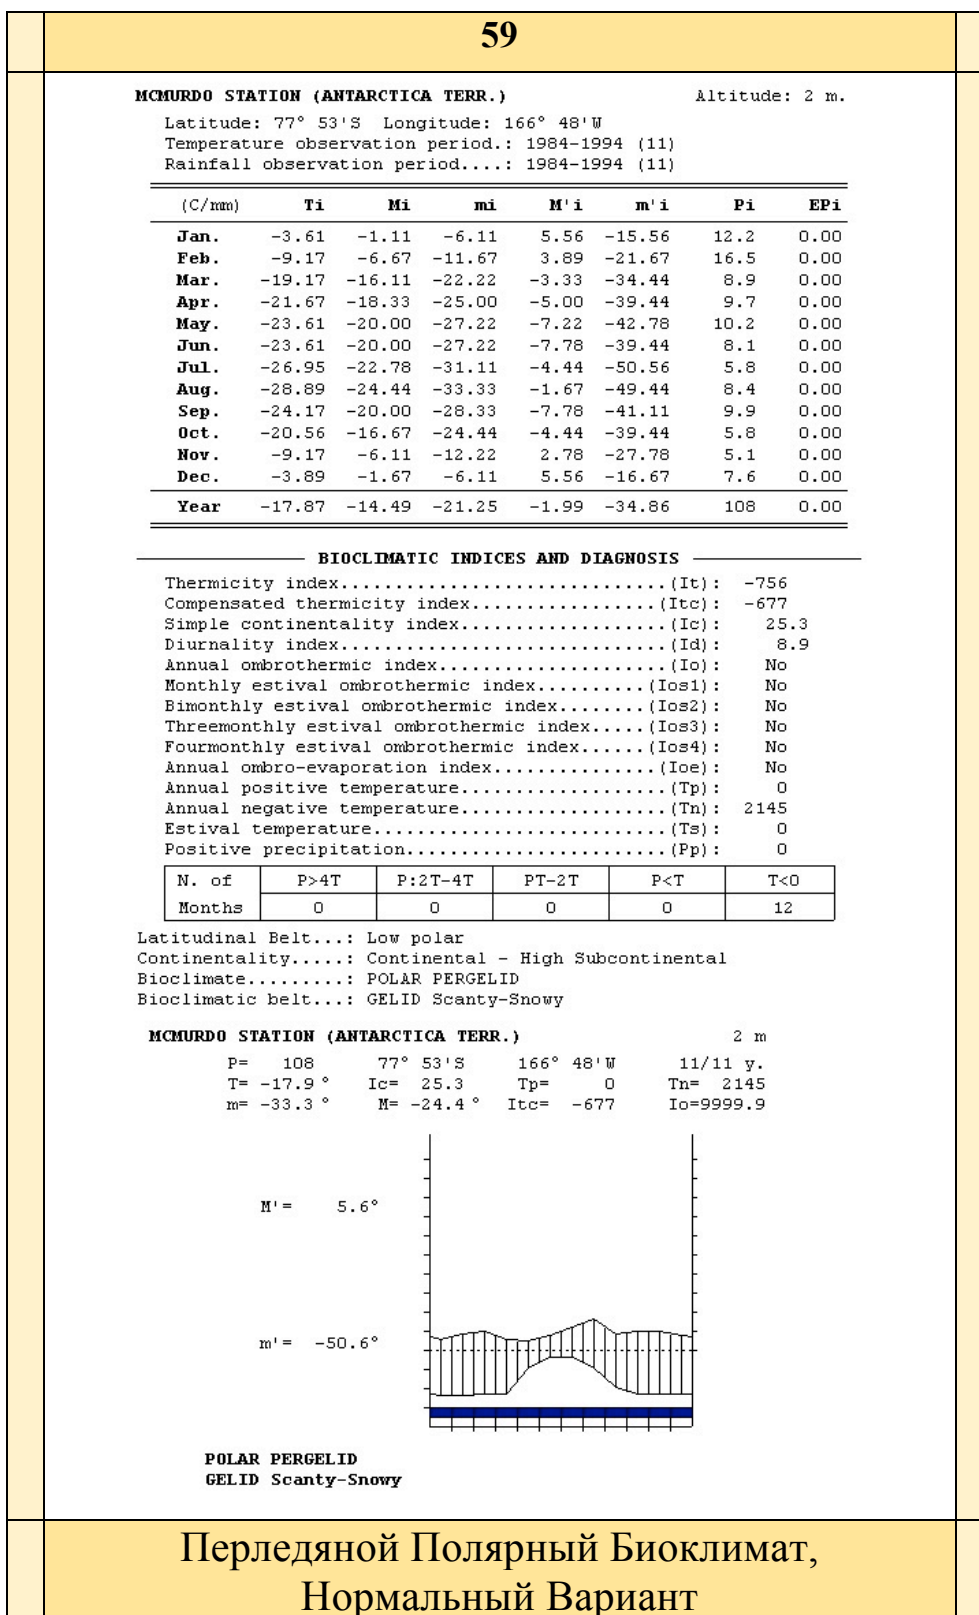 59
MCMURDO STATION (ANTARCTICA TERR.) Altitude: 2 m.
Latitude: 77° 53'S Longitude: 166° 48'W
Temperature observation period.: 1984-1994 (11)
Rainfall observation period....: 1984-1994 (11)
(C/mm) Ti Mi mi M'i m'i Pi EPi
Jan. -3.61 -1.11 -6.11 5.56 -15.56 12.2 0.00
Feb. -9.17 -6.67 -11.67 3.89 -21.67 16.5 0.00
Mar. -19.17 -16.11 -22.22 -3.33 -34.44 8.9 0.00
Apr. -21.67 -18.33 -25.00 -5.00 -39.44 9.7 0.00
May. -23.61 -20.00 -27.22 -7.22 -42.78 10.2 0.00
Jun. -23.61 -20.00 -27.22 -7.78 -39.44 8.1 0.00
Jul. -26.95 -22.78 -31.11 -4.44 -50.56 5.8 0.00
Aug. -28.89 -24.44 -33.33 -1.67 -49.44 8.4 0.00
Sep. -24.17 -20.00 -28.33 -7.78 -41.11 9.9 0.00
Oct. -20.56 -16.67 -24.44 -4.44 -39.44 5.8 0.00
Nov. -9.17 -6.11 -12.22 2.78 -27.78 5.1 0.00
Dec. -3.89 -1.67 -6.11 5.56 -16.67 7.6 0.00
Year -17.87 -14.49 -21.25 -1.99 -34.86 108 0.00
BIOCLIMATIC INDICES AND DIAGNOSIS
Thermicity index................................(It): -756
Compensated thermicity index..................(Itc): -677
Simple continentality index....................(Ic): 25.3
Diurnality index................................(Id): 8.9
Annual ombrothermic index......................(Io): No
Monthly estival ombrothermic index..........(Ios1): No
Bimonthly estival ombrothermic index........(Ios2): No
Threemonthly estival ombrothermic index.....(Ios3): No
Fourmonthly estival ombrothermic index......(Ios4): No
Annual ombro-evaporation index................(Ioe): No
Annual positive temperature....................(Tp): 0
Annual negative temperature....................(Tn): 2145
Estival temperature.............................(Ts): 0
Positive precipitation..........................(Pp): 0
N. of P>4T P:2T-4T PT-2T P<T T<0
Months 0 0 0 0 12
Latitudinal Belt...: Low polar
Continentality.....: Continental - High Subcontinental
Bioclimate.........: POLAR PERGELID
Bioclimatic belt...: GELID Scanty-Snowy
MCMURDO STATION (ANTARCTICA TERR.) 2 m
P= 108 77° 53'S 166° 48'W 11/11 y.
T= -17.9 ° Ic= 25.3 Tp= 0 Tn= 2145
m= -33.3 ° M= -24.4 ° Itc= -677 Io=9999.9
M'= 5.6°
m'= -50.6°
POLAR PERGELID
GELID Scanty-Snowy
Перледяной Полярный Биоклимат,
Нормальный Вариант